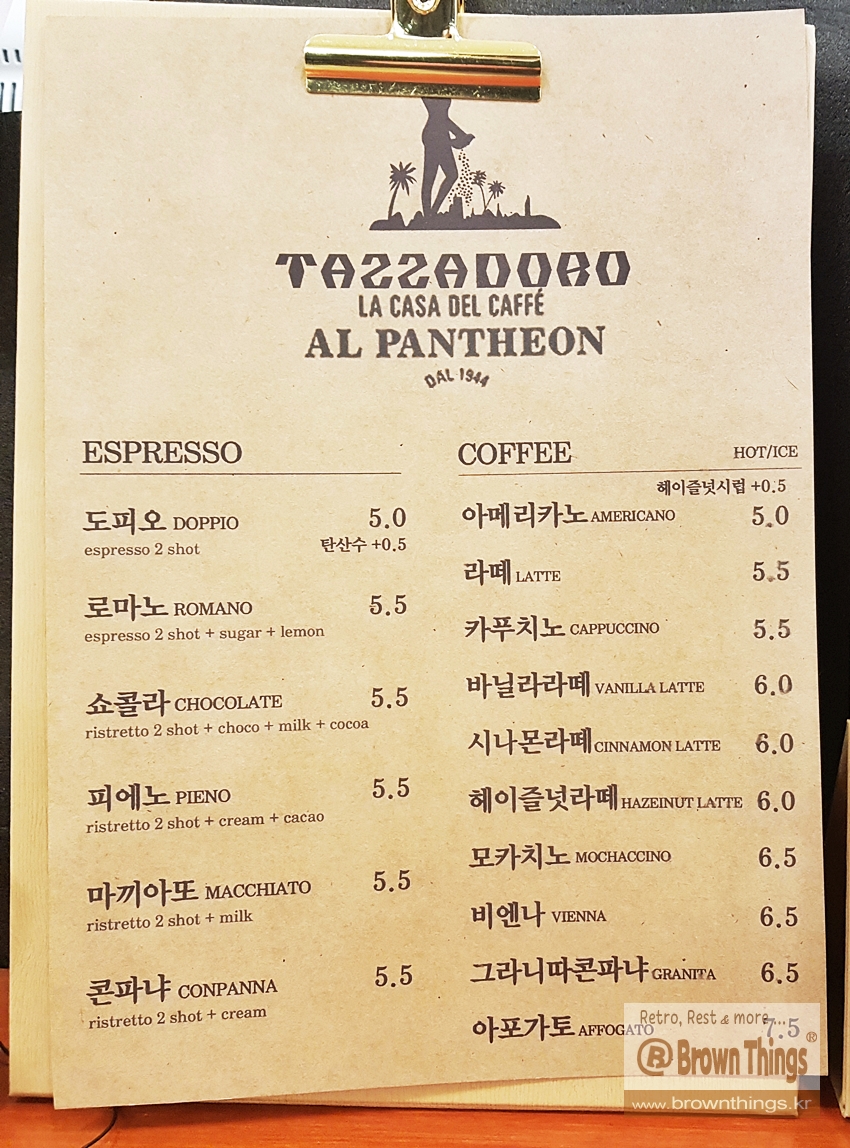 TAZZADORO
LA CASA DEL CAFFÉ
AL PANTHEON
DAL 1944
ESPRESSO
도피오 DOPPIO 5.0
espresso 2 shot 탄산수 +0.5
로마노 ROMANO 5.5
espresso 2 shot + sugar + lemon
쇼콜라 CHOCOLATE 5.5
ristretto 2 shot + choco + milk + cocoa
피에노 PIENO 5.5
ristretto 2 shot + cream + cacao
마끼아또 MACCHIATO 5.5
ristretto 2 shot + milk
콘파냐 CONPANNA 5.5
ristretto 2 shot + cream
COFFEE HOT/ICE
헤이즐넛시럽 +0.5
아메리카노 AMERICANO 5.0
라떼 LATTE 5.5
카푸치노 CAPPUCCINO 5.5
바닐라라떼 VANILLA LATTE 6.0
시나몬라떼 CINNAMON LATTE 6.0
헤이즐넛라떼 HAZEINUT LATTE 6.0
모카치노 MOCHACCINO 6.5
비엔나 VIENNA 6.5
그라니따콘파냐 GRANITA 6.5
아포가토 AFFOGATO 7.5
Retro, Rest & more...
B Brown Things®
www.brownthings.kr